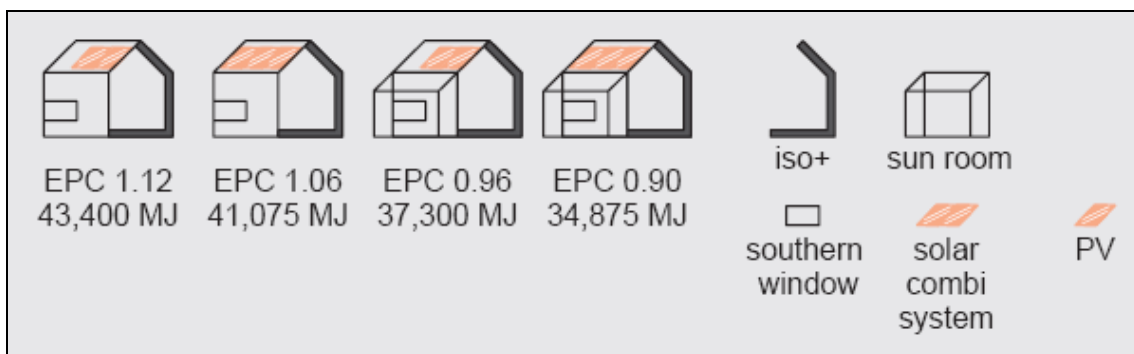 EPC 1.12
43,400 MJ
EPC 1.06
41,075 MJ
EPC 0.96
37,300 MJ
EPC 0.90
34,875 MJ
iso+
sun room
southern
window
solar
combi
system
PV